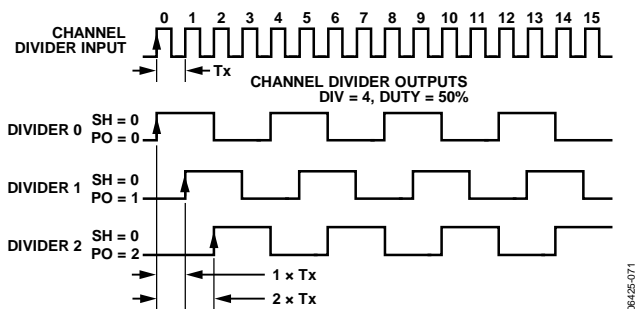 0 1 2 3 4 5 6 7 8 9 10 11 12 13 14 15
CHANNEL
DIVIDER INPUT
Tx
CHANNEL DIVIDER OUTPUTS
DIV = 4, DUTY = 50%
DIVIDER 0
SH = 0
PO = 0
DIVIDER 1
SH = 0
PO = 1
DIVIDER 2
SH = 0
PO = 2
1 × Tx
2 × Tx
06425-071